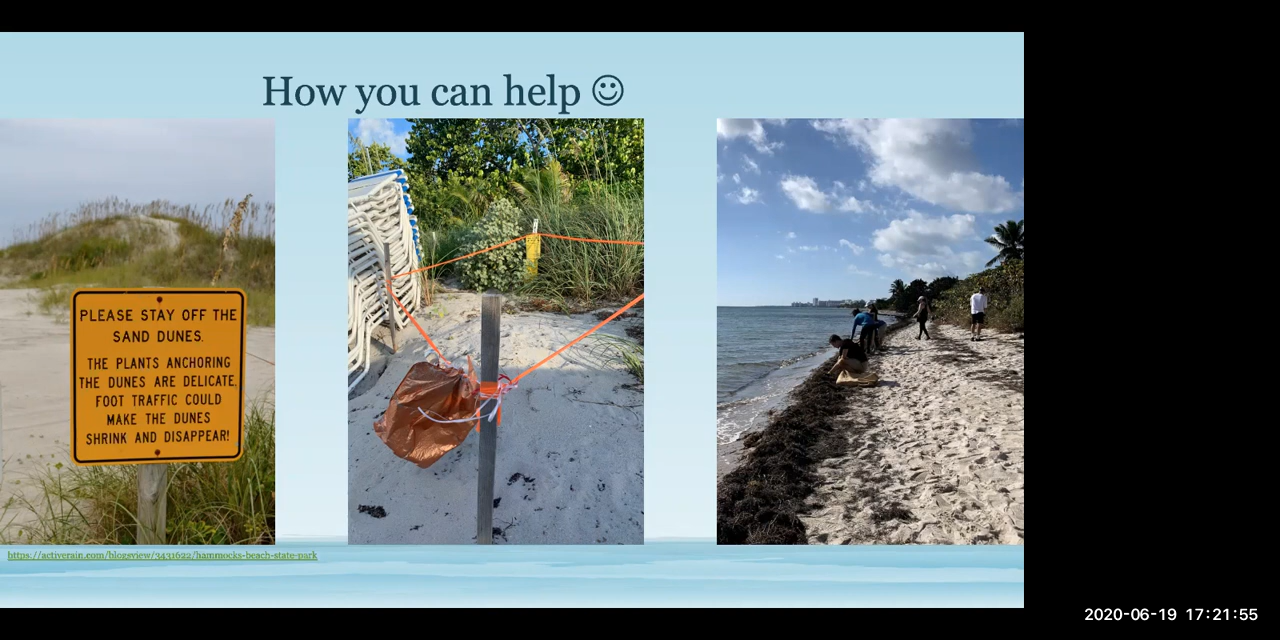 How you can help ☺
PLEASE STAY OFF THE
SAND DUNES.
THE PLANTS ANCHORING
THE DUNES ARE DELICATE,
FOOT TRAFFIC COULD
MAKE THE DUNES
SHRINK AND DISAPPEAR!
https://activerain.com/blogsview/3431622/hammocks-beach-state-park
2020-06-19 17:21:55